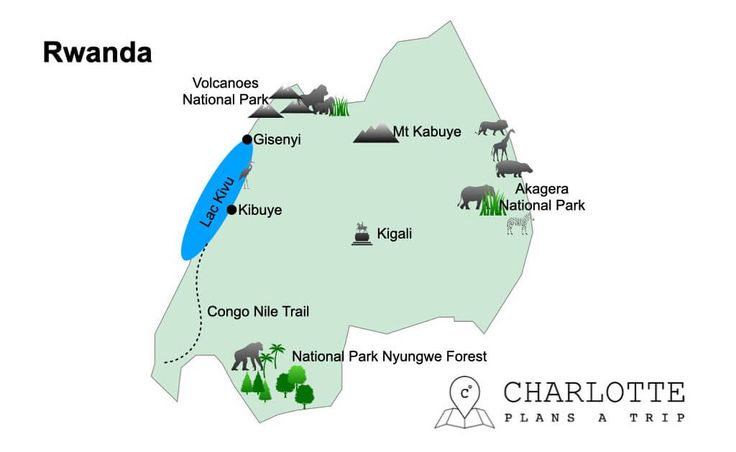 Rwanda
Volcanoes
National Park
Gisenyi
Mt Kabuye
Lac Kivu
Kibuye
Akagera
National Park
Kigali
Congo Nile Trail
National Park Nyungwe Forest
c°
CHARLOTTE
PLANS A TRIP